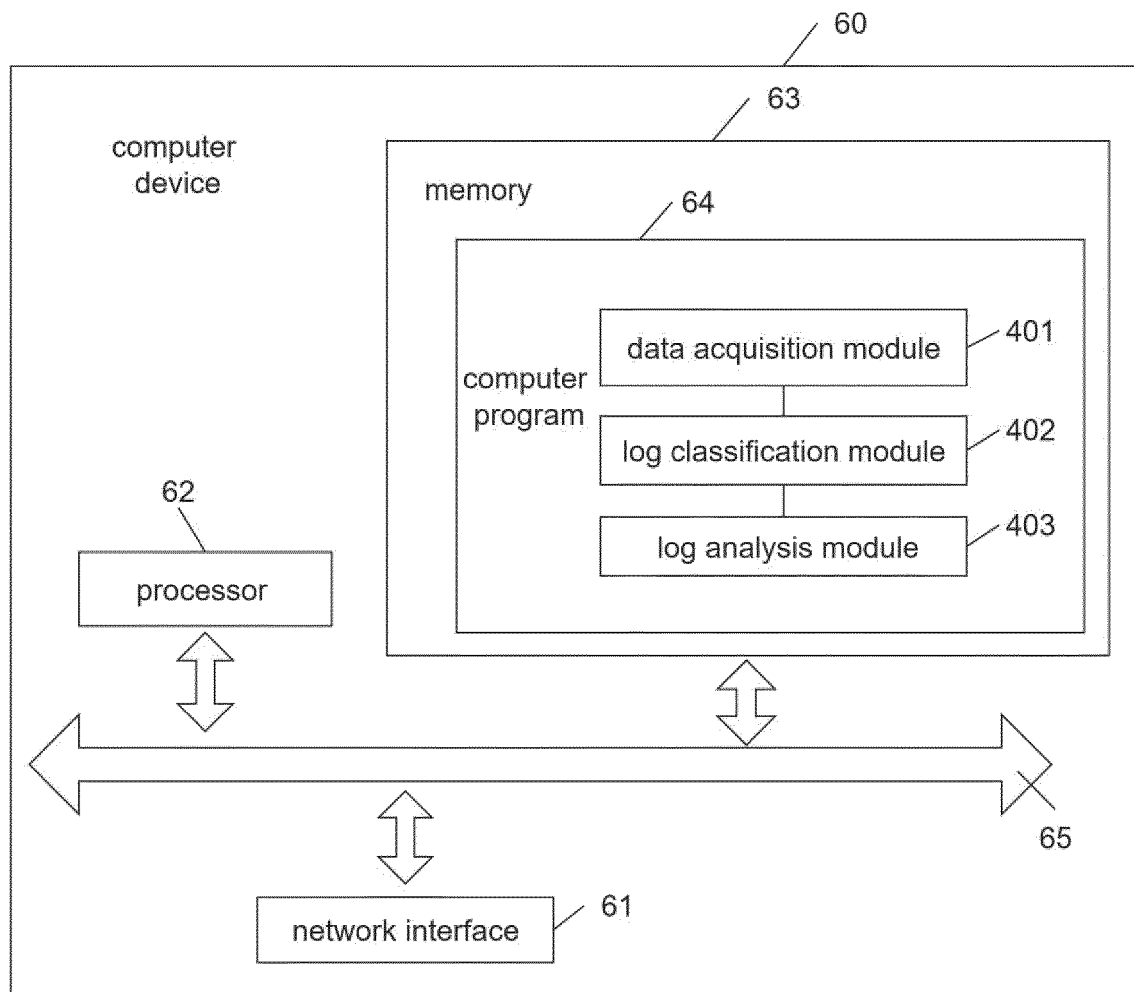 60
63
computer
device
memory
64
data acquisition module
401
computer
program
log classification module
402
log analysis module
403
62
processor
65
network interface
61